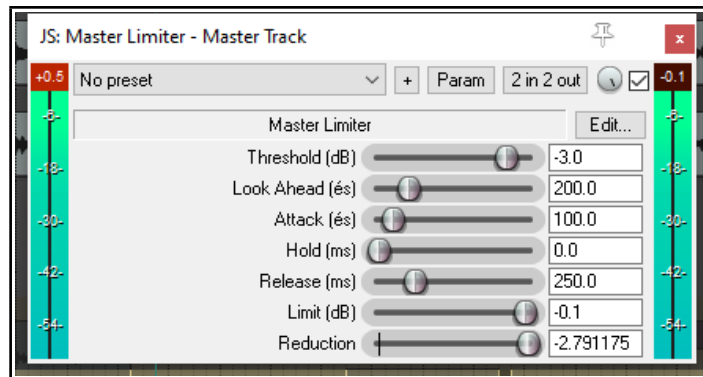 JS: Master Limiter - Master Track
x
+0.5 No preset + Param 2 in 2 out -0.1
Master Limiter Edit...
Threshold (dB) -3.0
Look Ahead (és) 200.0
Attack (és) 100.0
Hold (ms) 0.0
Release (ms) 250.0
Limit (dB) -0.1
Reduction -2.791175
-6- -6-
-18- -18-
-30- -30-
-42- -42-
-54- -54-